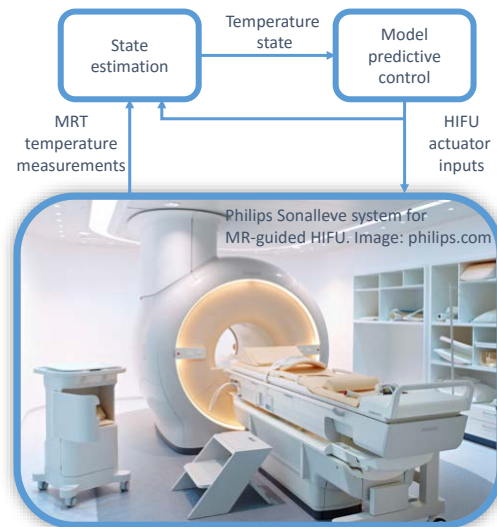 Temperature
state
State
estimation
Model
predictive
control
MRT
temperature
measurements
HIFU
actuator
inputs
Philips Sonalleve system for
MR-guided HIFU. Image: philips.com